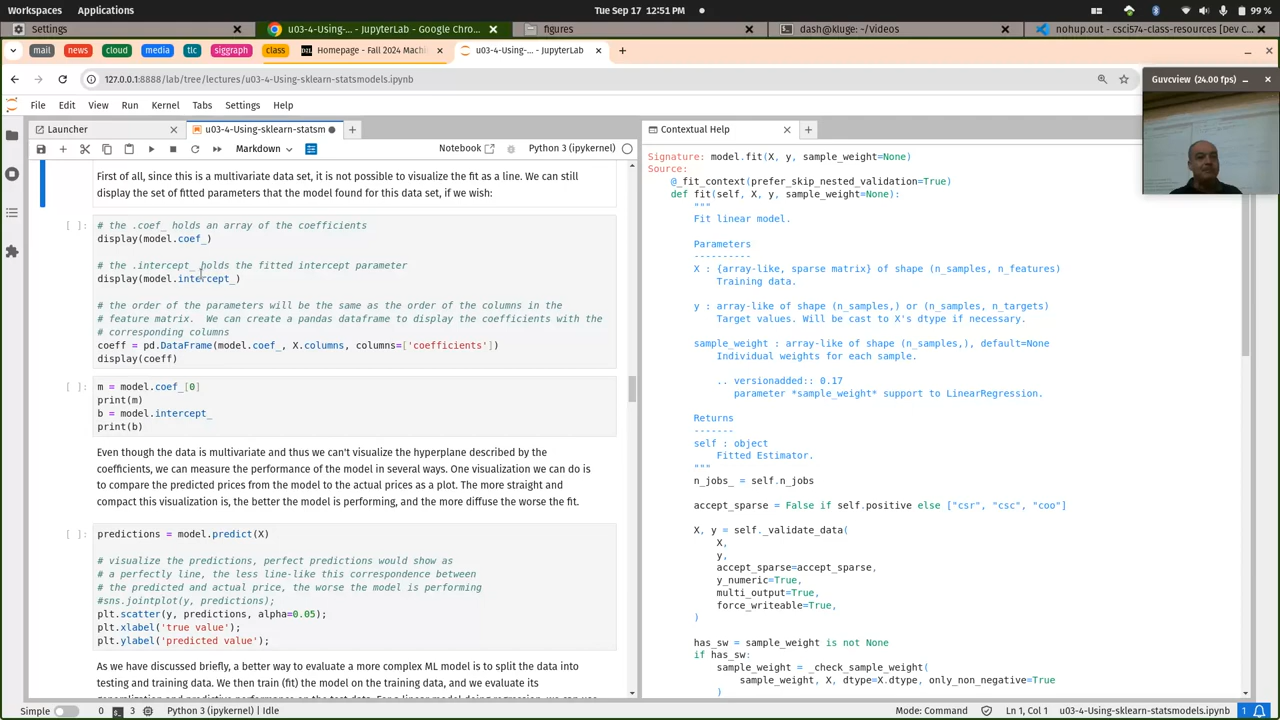 Workspaces Applications Tue Sep 17 12:51 PM 99 %
Settings u03-4-Using-... - JupyterLab - Google Chro... figures dash@kluge: ~/videos nohup.out - csci574-class-resources [Dev C
mail news cloud media tlc siggraph class Homepage - Fall 2024 Machi u03-4-Using-... - JupyterLab
127.0.0.1:8888/lab/tree/lectures/u03-4-Using-sklearn-statsmodels.ipynb
Guvcview (24.00 fps)
File Edit View Run Kernel Tabs Settings Help
Launcher u03-4-Using-sklearn-statsm
Markdown Notebook Python 3 (ipykernel)
First of all, since this is a multivariate data set, it is not possible to visualize the fit as a line. We can still
display the set of fitted parameters that the model found for this data set, if we wish:
[ ]: # the .coef_ holds an array of the coefficients
display(model.coef_)
# the .intercept_ holds the fitted intercept parameter
display(model.intercept_)
# the order of the parameters will be the same as the order of the columns in the
# feature matrix. We can create a pandas dataframe to display the coefficients with the
# corresponding columns
coeff = pd.DataFrame(model.coef_, X.columns, columns=['coefficients'])
display(coeff)
[ ]: m = model.coef_[0]
print(m)
b = model.intercept_
print(b)
Even though the data is multivariate and thus we can't visualize the hyperplane described by the
coefficients, we can measure the performance of the model in several ways. One visualization we can do is
to compare the predicted prices from the model to the actual prices as a plot. The more straight and
compact this visualization is, the better the model is performing, and the more diffuse the worse the fit.
[ ]: predictions = model.predict(X)
# visualize the predictions, perfect predictions would show as
# a perfectly line, the less line-like this correspondence between
# the predicted and actual price, the worse the model is performing
#sns.jointplot(y, predictions);
plt.scatter(y, predictions, alpha=0.05);
plt.xlabel('true value');
plt.ylabel('predicted value');
As we have discussed briefly, a better way to evaluate a more complex ML model is to split the data into
testing and training data. We then train (fit) the model on the training data, and we evaluate its
Contextual Help
Signature: model.fit(X, y, sample_weight=None)
Source:
@_fit_context(prefer_skip_nested_validation=True)
def fit(self, X, y, sample_weight=None):
"""
Fit linear model.
Parameters
----------
X : {array-like, sparse matrix} of shape (n_samples, n_features)
Training data.
y : array-like of shape (n_samples,) or (n_samples, n_targets)
Target values. Will be cast to X's dtype if necessary.
sample_weight : array-like of shape (n_samples,), default=None
Individual weights for each sample.
.. versionadded:: 0.17
parameter *sample_weight* support to LinearRegression.
Returns
-------
self : object
Fitted Estimator.
"""
n_jobs_ = self.n_jobs
accept_sparse = False if self.positive else ["csr", "csc", "coo"]
X, y = self._validate_data(
X,
y,
accept_sparse=accept_sparse,
y_numeric=True,
multi_output=True,
force_writeable=True,
)
has_sw = sample_weight is not None
if has_sw:
sample_weight = _check_sample_weight(
sample_weight, X, dtype=X.dtype, only_non_negative=True
)
Simple 0 3 Python 3 (ipykernel) | Idle Mode: Command Ln 1, Col 1 u03-4-Using-sklearn-statsmodels.ipynb 1